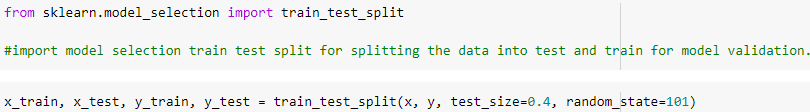 from sklearn.model_selection import train_test_split
#import model selection train test split for splitting the data into test and train for model validation.
x_train, x_test, y_train, y_test = train_test_split(x, y, test_size=0.4, random_state=101)